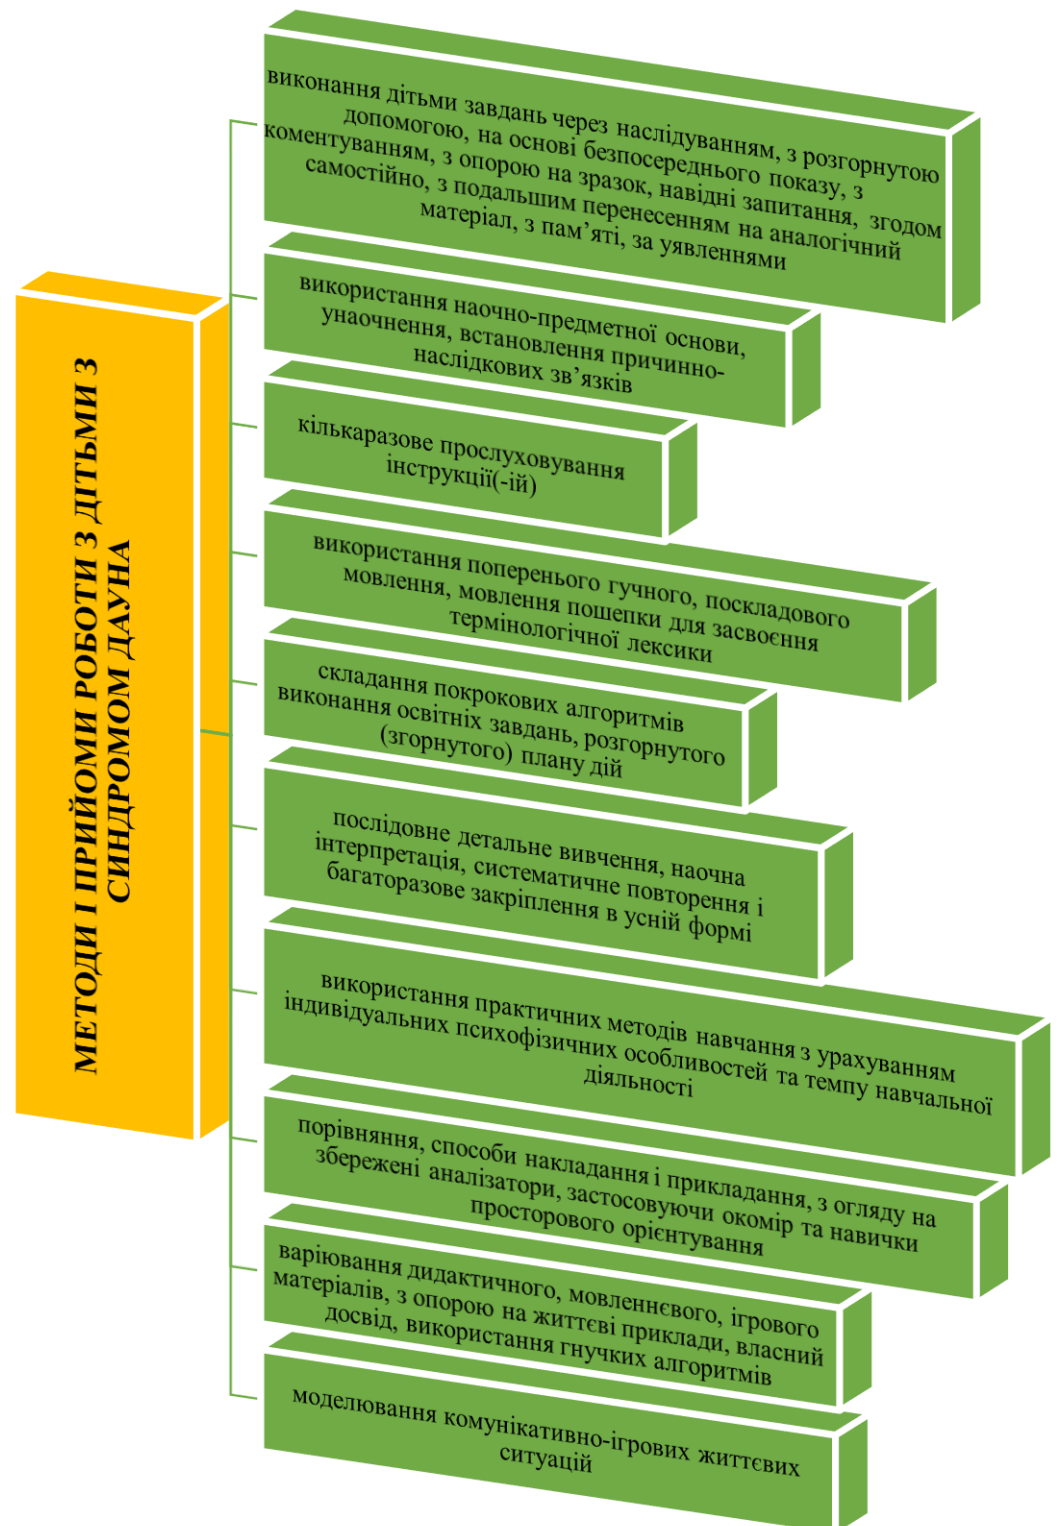 МЕТОДИ І ПРИЙОМИ РОБОТИ З ДІТЬМИ З
СИНДРОМОМ ДАУНА
виконання дітьми завдань через наслідуванням, з розгорнутою
допомогою, на основі безпосереднього показу, з
коментуванням, з опорою на зразок, навідні запитання, згодом
самостійно, з подальшим перенесенням на аналогічний
матеріал, з пам’яті, за уявленнями
використання наочно-предметної основи,
унаочнення, встановлення причинно-
наслідкових зв’язків
кількаразове прослуховування
інструкції(-ій)
використання поперенього гучного, поскладового
мовлення, мовлення пошепки для засвоєння
термінологічної лексики
складання покрокових алгоритмів
виконання освітніх завдань, розгорнутого
(згорнутого) плану дій
послідовне детальне вивчення, наочна
інтерпретація, систематичне повторення і
багаторазове закріплення в усній формі
використання практичних методів навчання з урахуванням
індивідуальних психофізичних особливостей та темпу навчальної
діяльності
порівняння, способи накладання і прикладання, з огляду на
збережені аналізатори, застосовуючи окомір та навички
просторового орієнтування
варіювання дидактичного, мовленнєвого, ігрового
матеріалів, з опорою на життєві приклади, власний
досвід, використання гнучких алгоритмів
моделювання комунікативно-ігрових життєвих
ситуацій